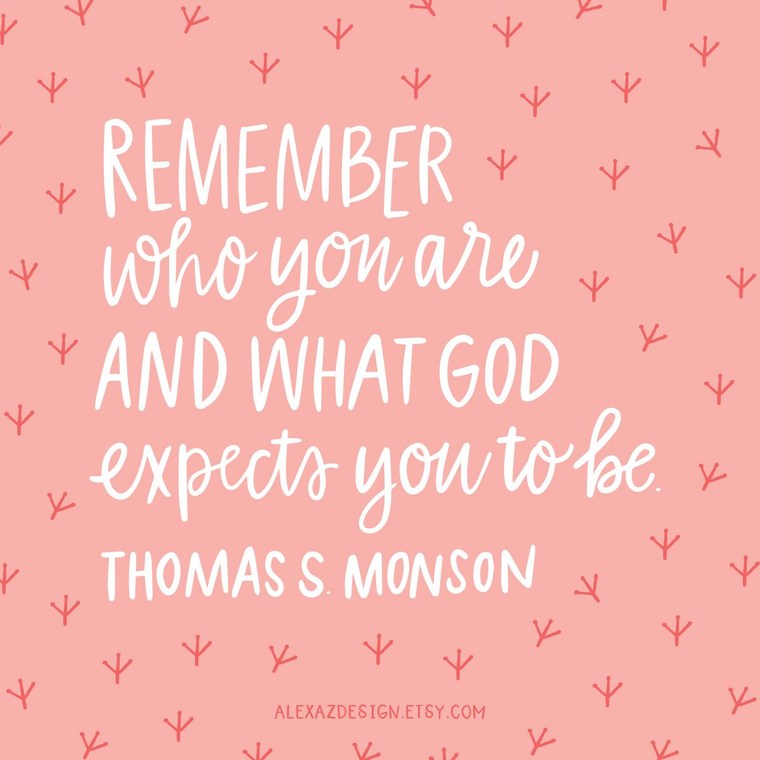 REMEMBER
who you are
AND WHAT GOD
expects you to be.
THOMAS S. MONSON
ALEXAZDESIGN.ETSY.COM